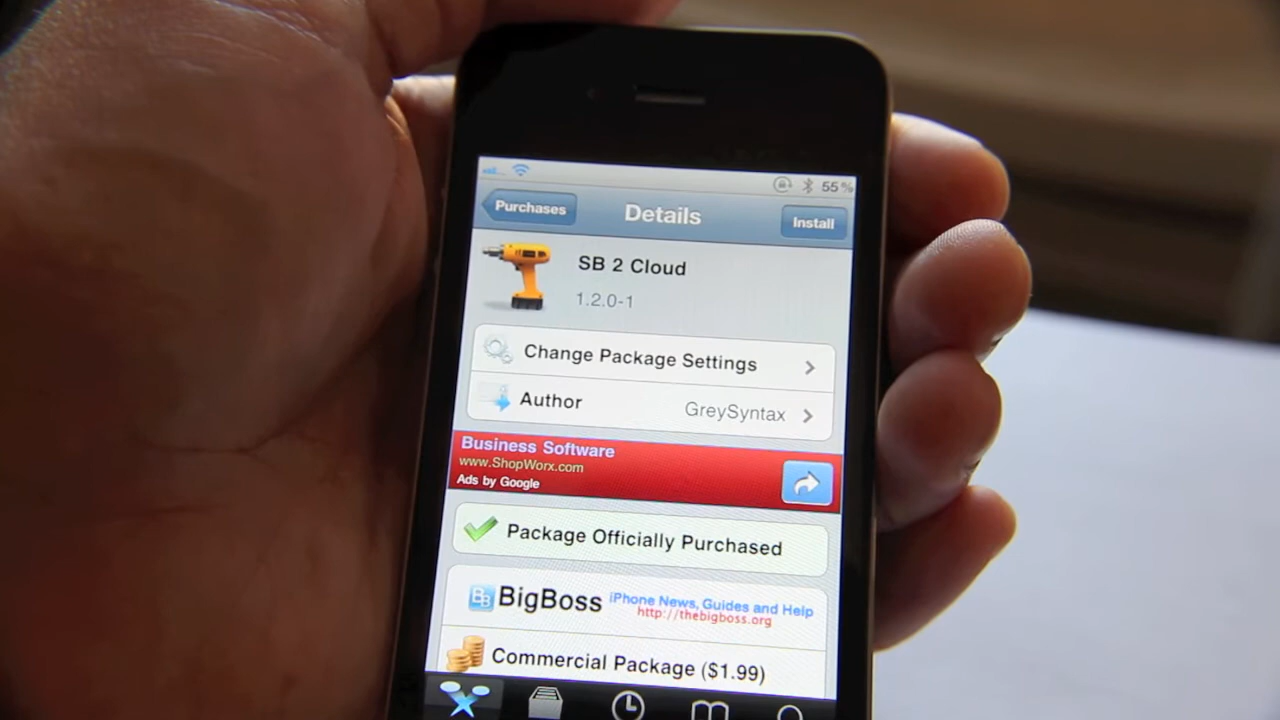 55%
Purchases
Details
Install
SB 2 Cloud
1.2.0-1
Change Package Settings
Author
GreySyntax
Business Software
www.ShopWorx.com
Ads by Google
Package Officially Purchased
BB
BigBoss
iPhone News, Guides and Help
http://thebigboss.org
Commercial Package ($1.99)